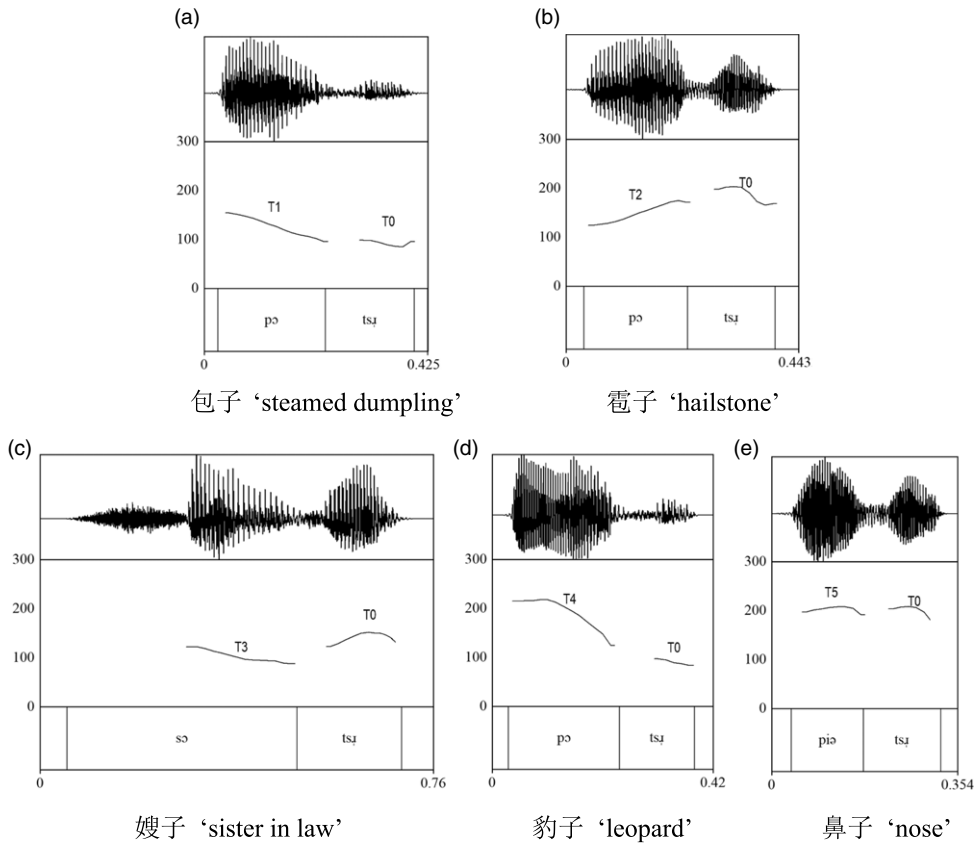 (a)
300
200
100
0
T1
T0
pɔ
tsɿ
0
0.425
包子 ‘steamed dumpling’
(b)
300
200
100
0
T2
T0
pɔ
tsɿ
0
0.443
雹子 ‘hailstone’
(c)
300
200
100
0
T3
T0
sɔ
tsɿ
0
0.76
嫂子 ‘sister in law’
(d)
300
200
100
0
T4
T0
pɔ
tsɿ
0
0.42
豹子 ‘leopard’
(e)
300
200
100
0
T5
T0
piə
tsɿ
0
0.354
鼻子 ‘nose’